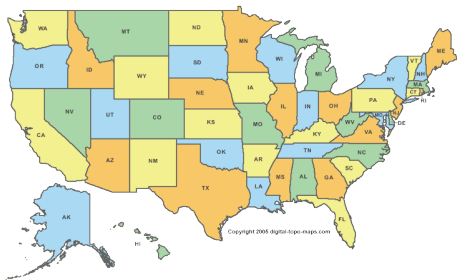 WA
MT
ND
MN
ME
OR
ID
WY
SD
WI
MI
VT
NH
NY
MA
CT
RI
NV
UT
CO
NE
IA
IL
IN
OH
PA
NJ
DE
CA
KS
MO
KY
WV
VA
AZ
NM
OK
AR
TN
NC
SC
TX
LA
MS
AL
GA
FL
AK
HI
Copyright 2005 digital-topo-maps.com